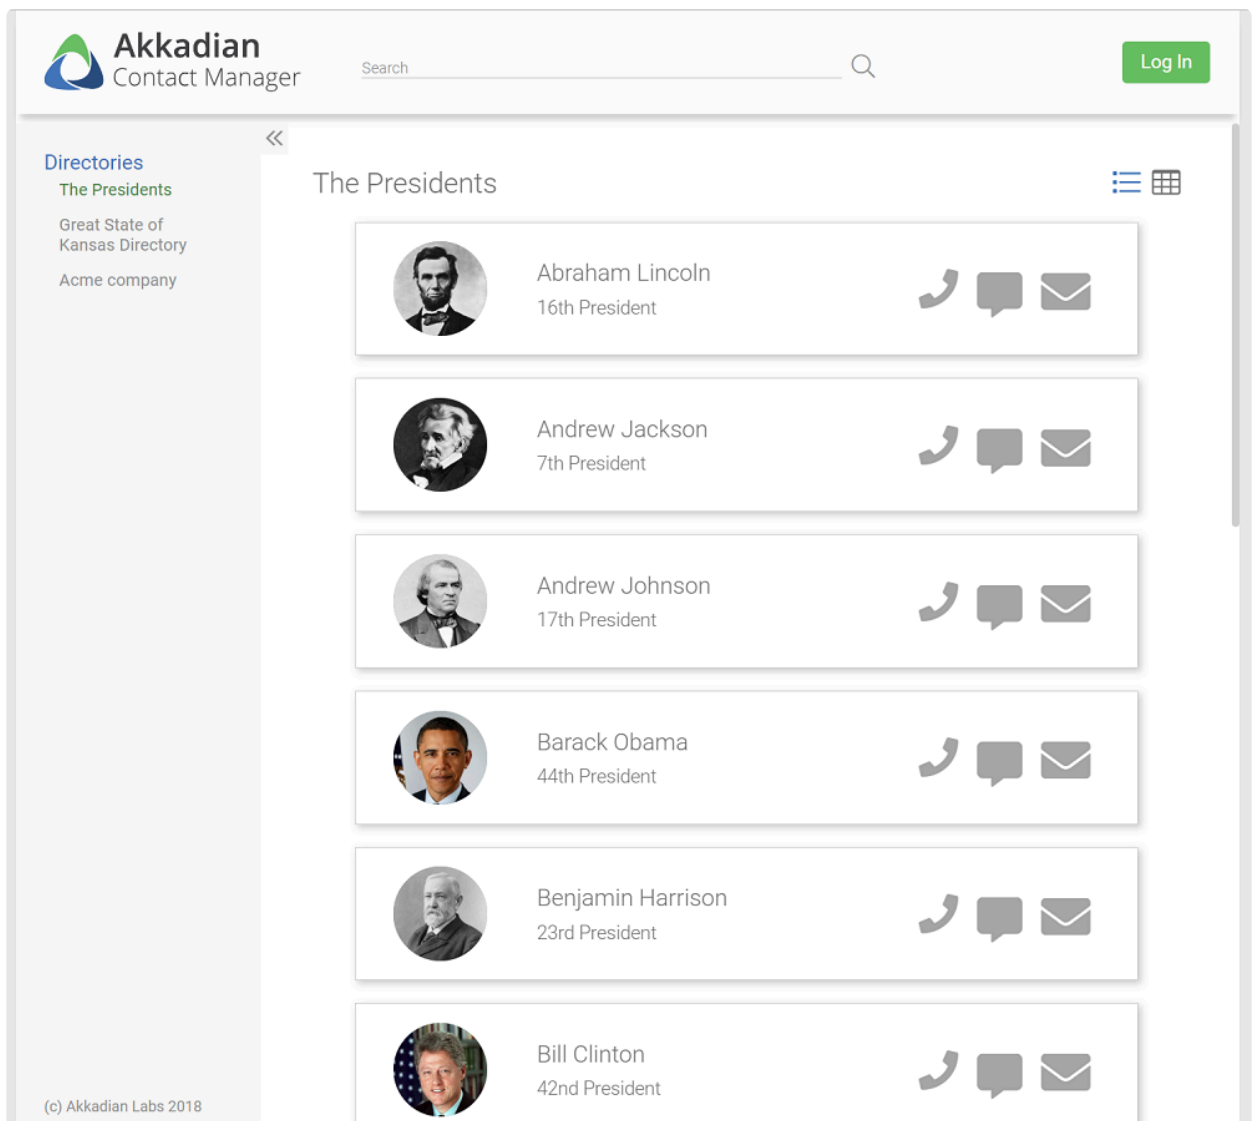 Akkadian
Contact Manager
Search
Log In
Directories
The Presidents
Great State of
Kansas Directory
Acme company
The Presidents
Abraham Lincoln
16th President
Andrew Jackson
7th President
Andrew Johnson
17th President
Barack Obama
44th President
Benjamin Harrison
23rd President
Bill Clinton
42nd President
(c) Akkadian Labs 2018